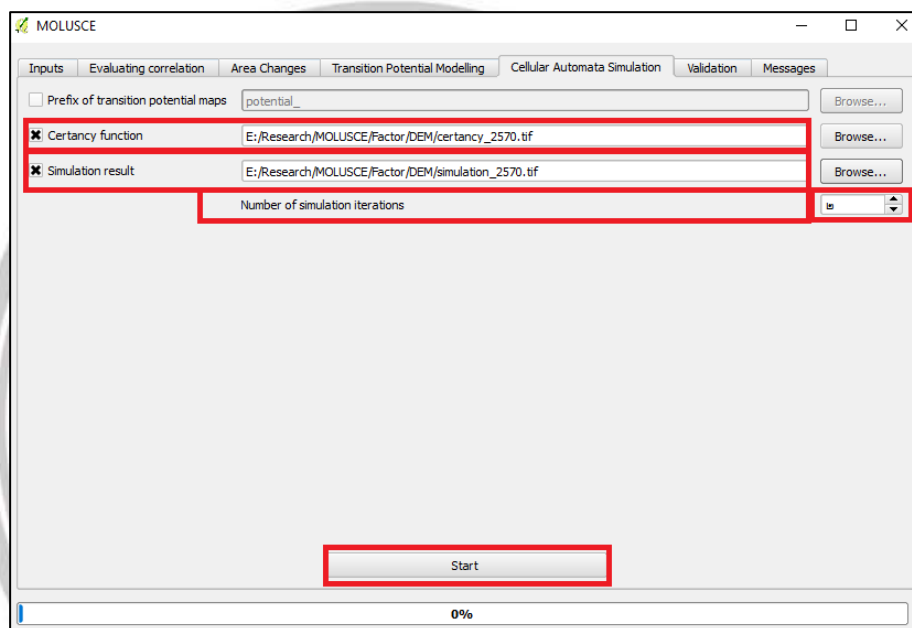 MOLUSCE
Inputs Evaluating correlation Area Changes Transition Potential Modelling Cellular Automata Simulation Validation Messages
Prefix of transition potential maps potential_ Browse...
Certancy function E:/Research/MOLUSCE/Factor/DEM/certancy_2570.tif Browse...
Simulation result E:/Research/MOLUSCE/Factor/DEM/simulation_2570.tif Browse...
Number of simulation iterations
Start
0%